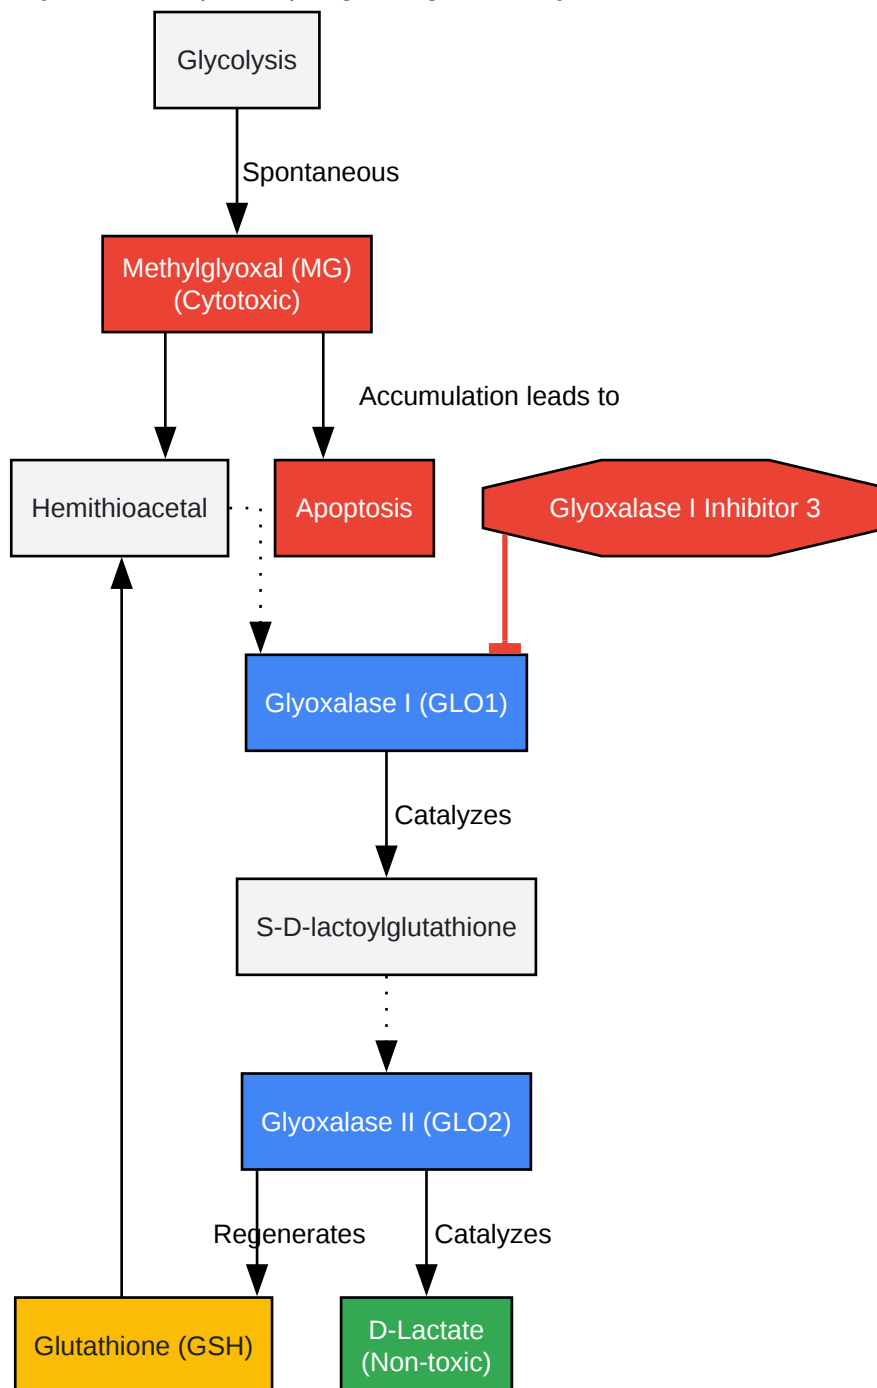 Glycolysis
Spontaneous
Methylglyoxal (MG)
(Cytotoxic)
Accumulation leads to
Hemithioacetal
Apoptosis
Glyoxalase I Inhibitor 3
Glyoxalase I (GLO1)
Catalyzes
S-D-lactoylglutathione
Glyoxalase II (GLO2)
Regenerates
Catalyzes
Glutathione (GSH)
D-Lactate
(Non-toxic)